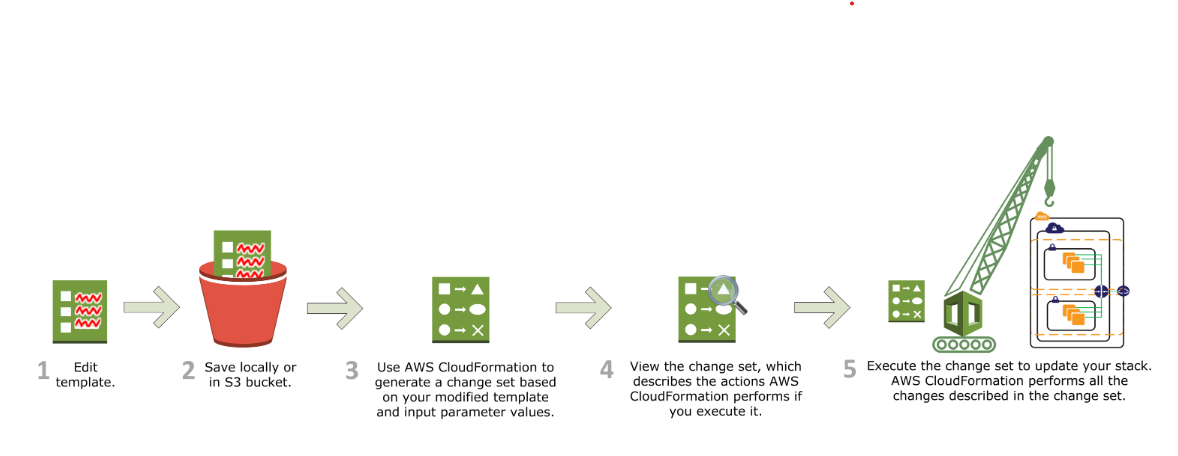 1 Edit
template.
2 Save locally or
in S3 bucket.
3 Use AWS CloudFormation to
generate a change set based
on your modified template
and input parameter values.
4 View the change set, which
describes the actions AWS
CloudFormation performs if
you execute it.
5 Execute the change set to update your stack.
AWS CloudFormation performs all the
changes described in the change set.